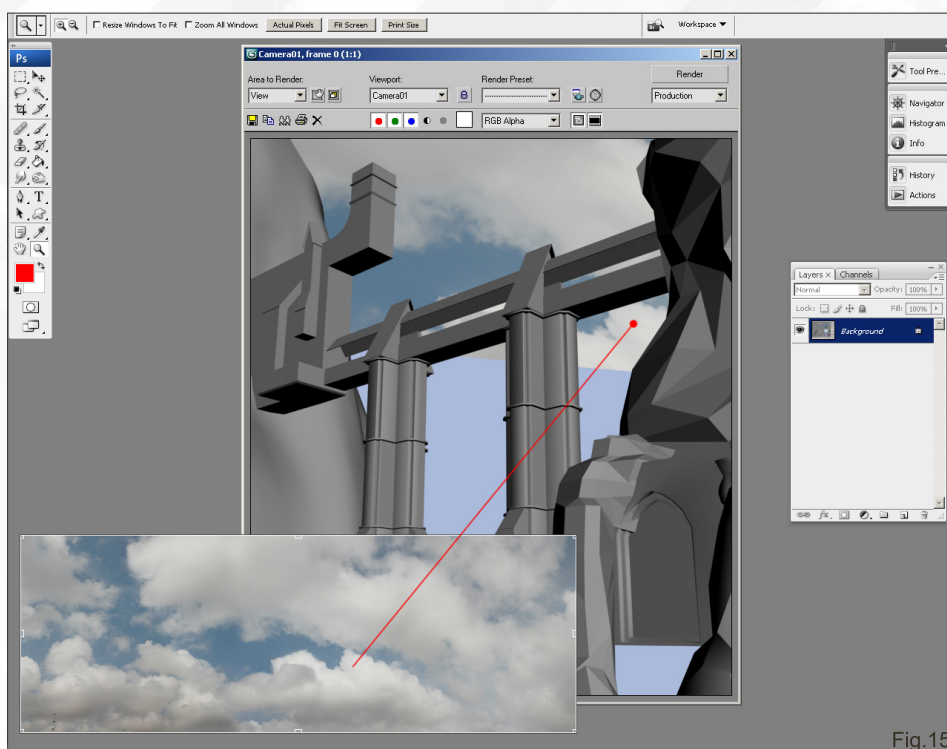 Resize Windows To Fit Zoom All Windows Actual Pixels Fit Screen Print Size Workspace
Ps
Camera01, frame 0 (1:1)
Area to Render: Viewport: Render Preset: Render
View Camera01 Production
RGB Alpha
Tool Pre...
Navigator
Histogram
Info
History
Actions
Layers × Channels
Normal Opacity: 100%
Lock: Fill: 100%
Background
Fig.15